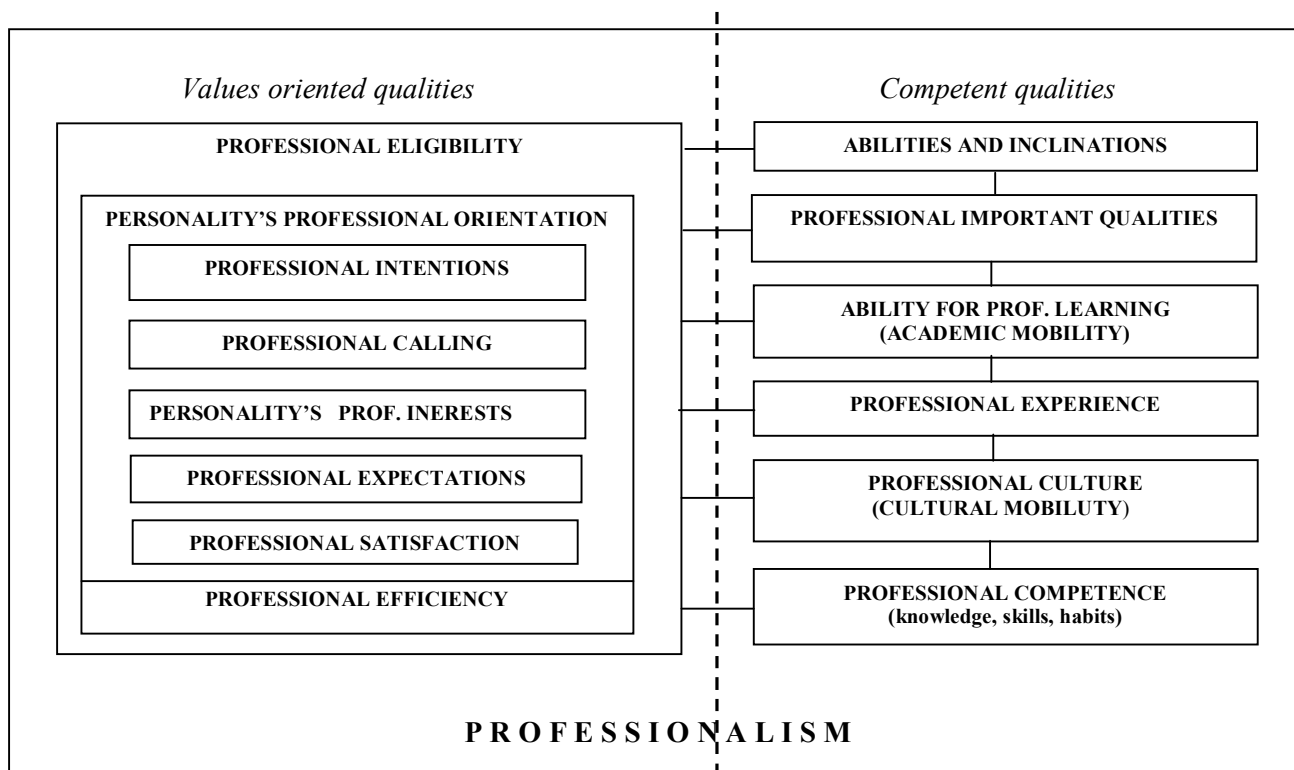 Values oriented qualities
PROFESSIONAL ELIGIBILITY
PERSONALITY’S PROFESSIONAL ORIENTATION
PROFESSIONAL INTENTIONS
PROFESSIONAL CALLING
PERSONALITY’S PROF. INERESTS
PROFESSIONAL EXPECTATIONS
PROFESSIONAL SATISFACTION
PROFESSIONAL EFFICIENCY
Competent qualities
ABILITIES AND INCLINATIONS
PROFESSIONAL IMPORTANT QUALITIES
ABILITY FOR PROF. LEARNING
(ACADEMIC MOBILITY)
PROFESSIONAL EXPERIENCE
PROFESSIONAL CULTURE
(CULTURAL MOBILUTY)
PROFESSIONAL COMPETENCE
(knowledge, skills, habits)
PROFESSIONALISM